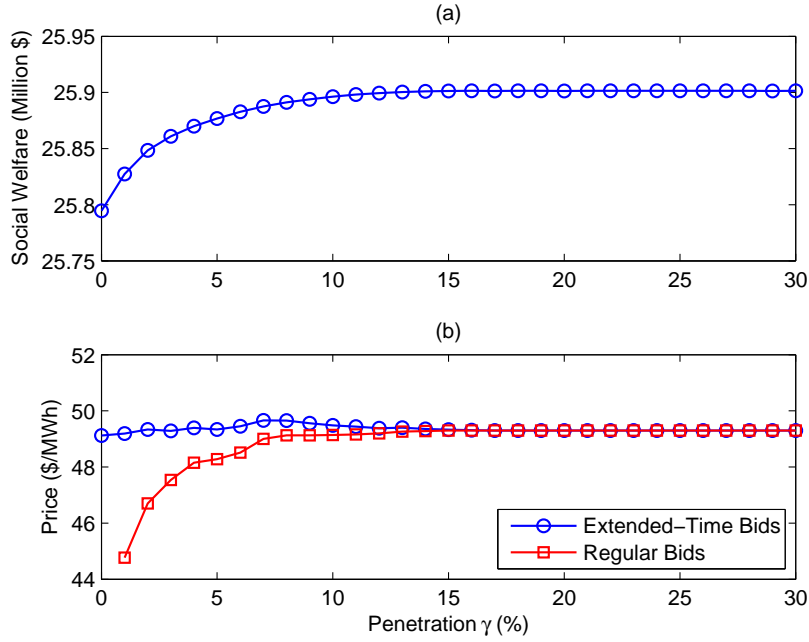 (a)
Social Welfare (Million $)
25.95
25.9
25.85
25.8
25.75
0 5 10 15 20 25 30
(b)
Price ($/MWh)
52
50
48
46
44
Extended−Time Bids
Regular Bids
0 5 10 15 20 25 30
Penetration γ (%)